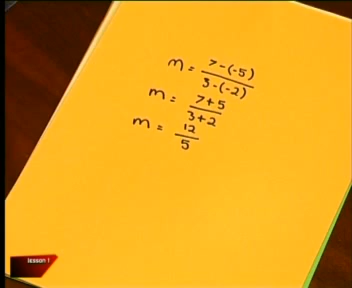 m = 7-(-5)
3-(-2)
m = 7+5
3+2
m = 12
5
lesson 1